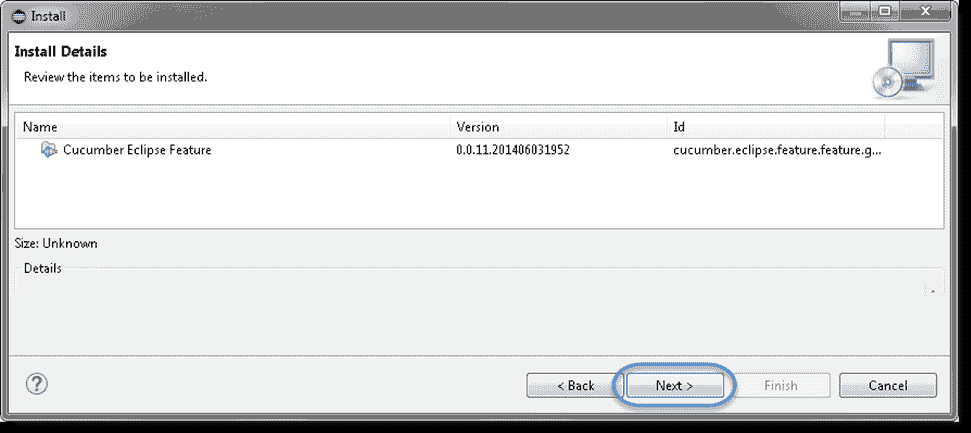 Install
Install Details
Review the items to be installed.
Name Version Id
Cucumber Eclipse Feature 0.0.11.201406031952 cucumber.eclipse.feature.feature.g...
Size: Unknown
Details
? < Back Next > Finish Cancel